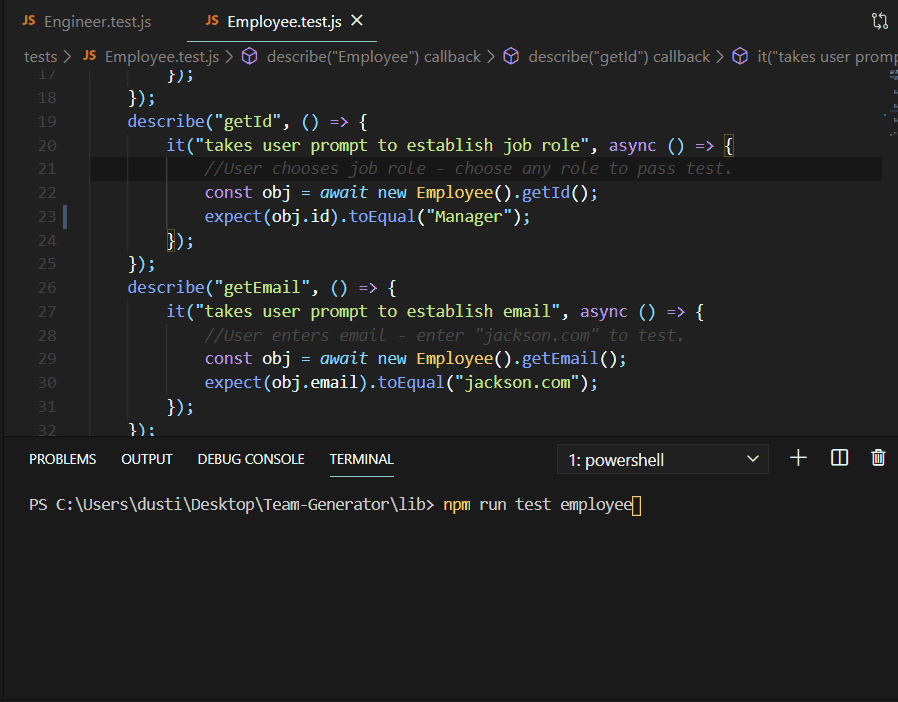 JS Engineer.test.js JS Employee.test.js
tests > JS Employee.test.js > describe("Employee") callback > describe("getId") callback > it("takes user promp
17 });
18 });
19 describe("getId", () => {
20 it("takes user prompt to establish job role", async () => {
21 //User chooses job role - choose any role to pass test.
22 const obj = await new Employee().getId();
23 expect(obj.id).toEqual("Manager");
24 });
25 });
26 describe("getEmail", () => {
27 it("takes user prompt to establish email", async () => {
28 //User enters email - enter "jackson.com" to test.
29 const obj = await new Employee().getEmail();
30 expect(obj.email).toEqual("jackson.com");
31 });
32 });
PROBLEMS OUTPUT DEBUG CONSOLE TERMINAL 1: powershell
PS C:\Users\dusti\Desktop\Team-Generator\lib> npm run test employee